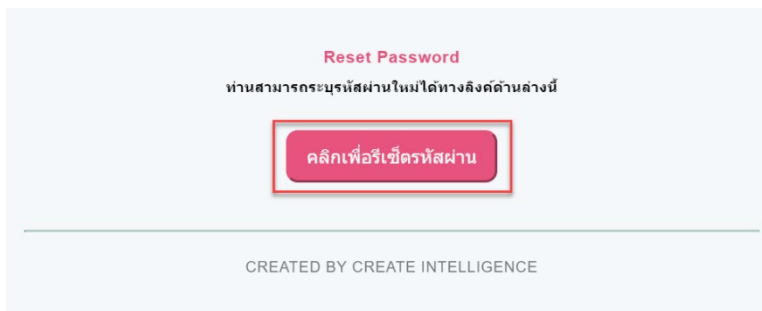 Reset Password
ท่านสามารถระบุรหัสผ่านใหม่ได้ทางลิงค์ด้านล่างนี้
คลิกเพื่อรีเซ็ตรหัสผ่าน
CREATED BY CREATE INTELLIGENCE